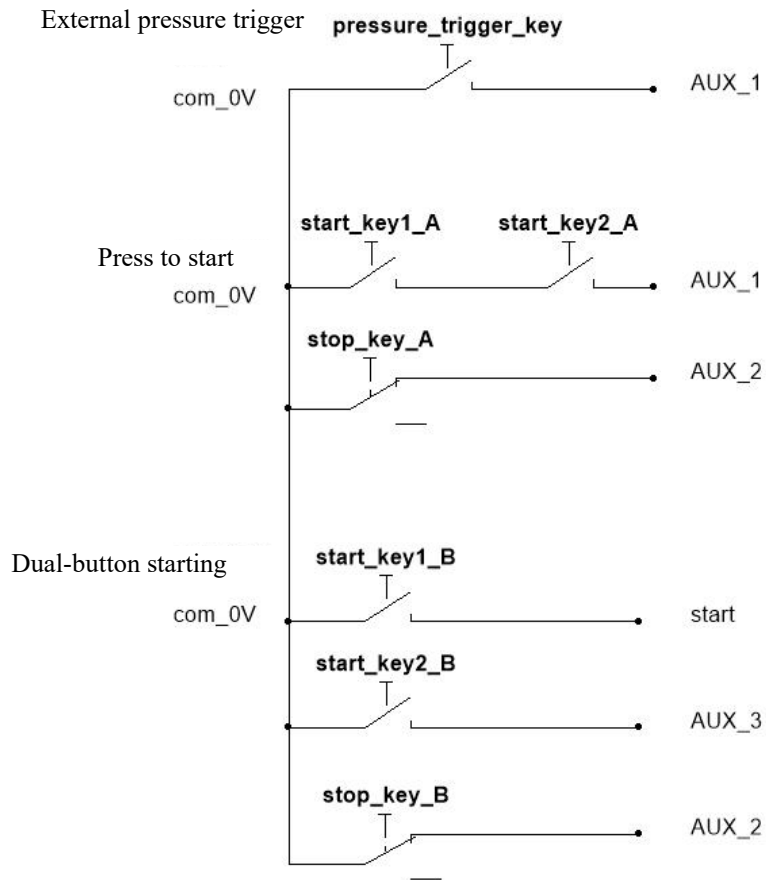 External pressure trigger
pressure_trigger_key
com_0V
AUX_1
start_key1_A
start_key2_A
Press to start
com_0V
AUX_1
stop_key_A
AUX_2
Dual-button starting
start_key1_B
com_0V
start
start_key2_B
AUX_3
stop_key_B
AUX_2